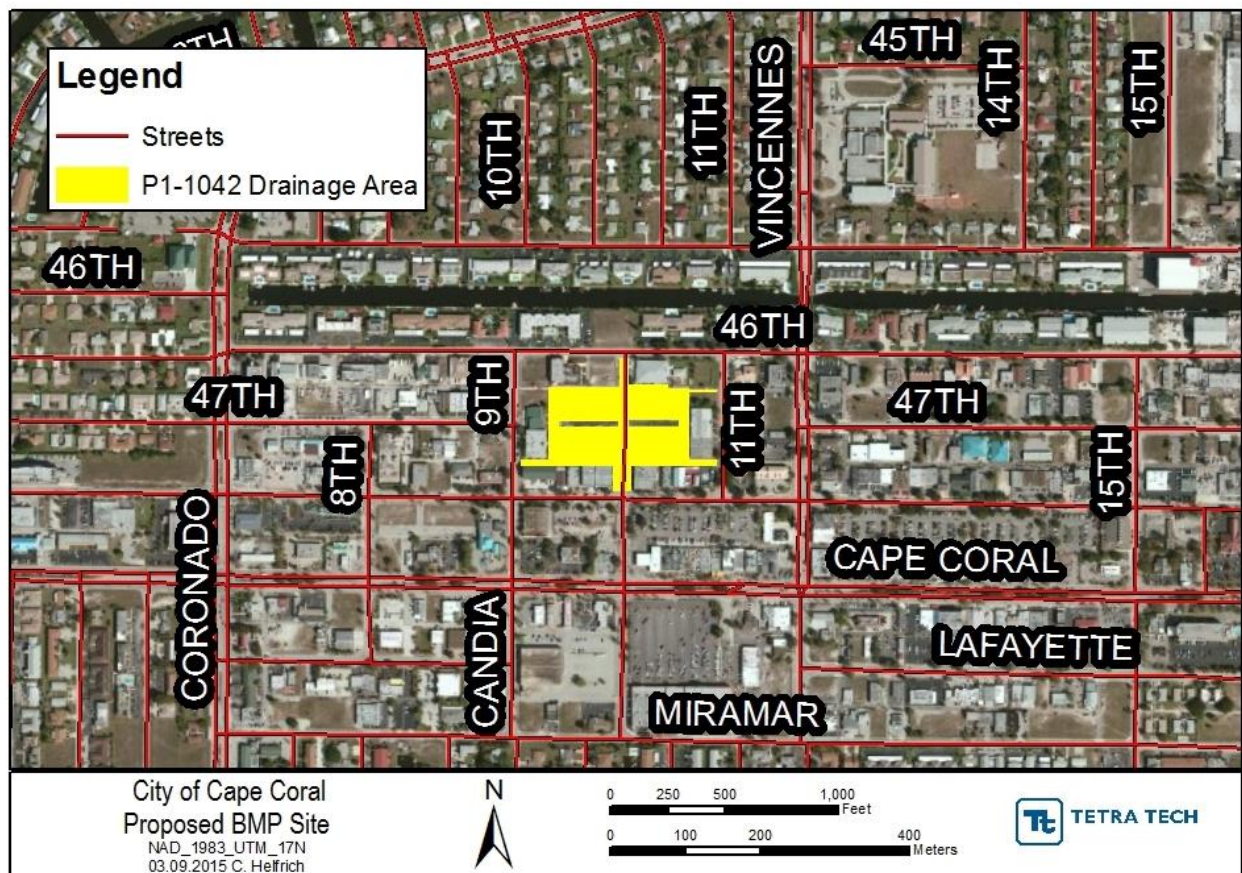 Legend
Streets
P1-1042 Drainage Area
45TH
14TH
15TH
10TH
11TH
VINCENNES
46TH
46TH
47TH
9TH
11TH
47TH
8TH
15TH
CORONADO
CAPE CORAL
CANDIA
LAFAYETTE
MIRAMAR
City of Cape Coral
Proposed BMP Site
NAD_1983_UTM_17N
03.09.2015 C. Helfrich
N
0 250 500 1,000
Feet
0 100 200 400
Meters
Tt TETRA TECH